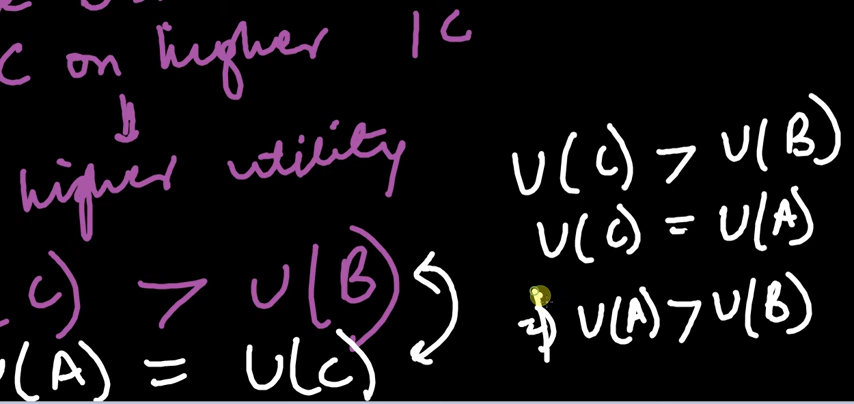 C on higher IC
⇓
higher utility
C) > U(B)
U(A) = U(C)
U(C) > U(B)
U(C) = U(A)
⇒ U(A) > U(B)